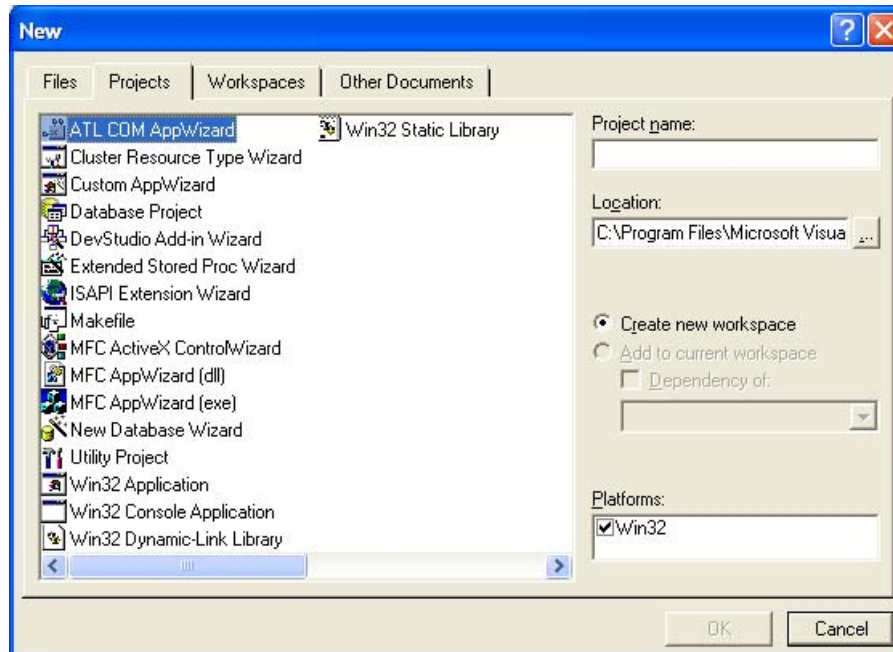 New
Files Projects Workspaces Other Documents
ATL COM AppWizard
Cluster Resource Type Wizard
Custom AppWizard
Database Project
DevStudio Add-in Wizard
Extended Stored Proc Wizard
ISAPI Extension Wizard
Makefile
MFC ActiveX ControlWizard
MFC AppWizard (dll)
MFC AppWizard (exe)
New Database Wizard
Utility Project
Win32 Application
Win32 Console Application
Win32 Dynamic-Link Library
Win32 Static Library
Project name:
Location:
C:\Program Files\Microsoft Visua ...
Create new workspace
Add to current workspace
Dependency of:
Platforms:
Win32
OK Cancel